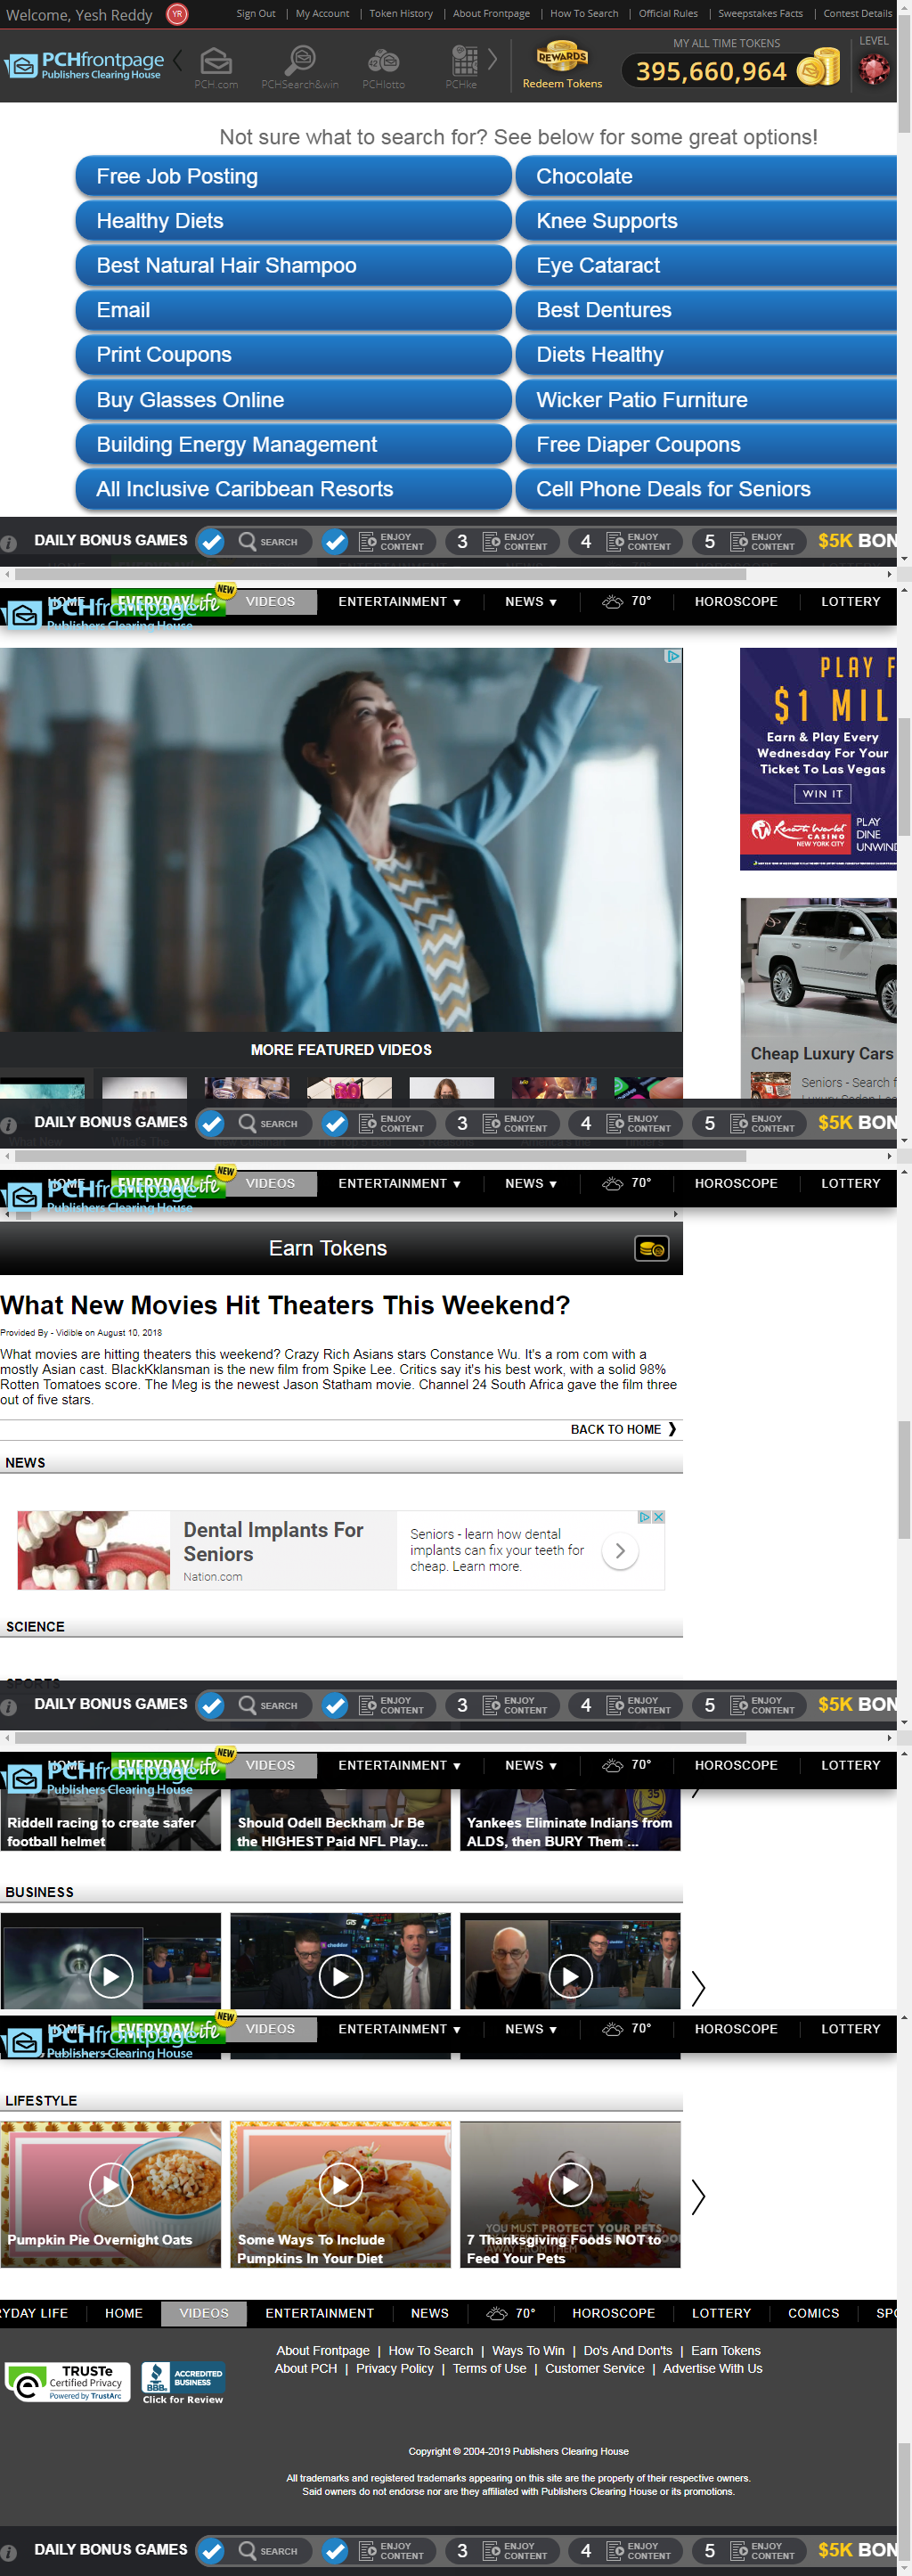 Welcome, Yesh Reddy YR Sign Out | My Account | Token History | About Frontpage | How To Search | Official Rules | Sweepstakes Facts | Contest Details
PCHfrontpage
Publishers Clearing House
PCH.com PCHSearch&win PCHlotto PCHke
REWARDS
Redeem Tokens
MY ALL TIME TOKENS
395,660,964
LEVEL
Not sure what to search for? See below for some great options!
Free Job Posting
Chocolate
Healthy Diets
Knee Supports
Best Natural Hair Shampoo
Eye Cataract
Email
Best Dentures
Print Coupons
Diets Healthy
Buy Glasses Online
Wicker Patio Furniture
Building Energy Management
Free Diaper Coupons
All Inclusive Caribbean Resorts
Cell Phone Deals for Seniors
DAILY BONUS GAMES SEARCH ENJOY CONTENT 3 ENJOY CONTENT 4 ENJOY CONTENT 5 ENJOY CONTENT $5K BON
HOME EVERYDAY Life NEW VIDEOS ENTERTAINMENT NEWS 70° HOROSCOPE LOTTERY
PCHfrontpage
Publishers Clearing House
PLAY F
$1 MIL
Earn & Play Every
Wednesday For Your
Ticket To Las Vegas
WIN IT
Resorts World
CASINO
NEW YORK CITY
PLAY
DINE
UNWIND
MORE FEATURED VIDEOS
Cheap Luxury Cars
Seniors - Search f
DAILY BONUS GAMES SEARCH ENJOY CONTENT 3 ENJOY CONTENT 4 ENJOY CONTENT 5 ENJOY CONTENT $5K BON
HOME EVERYDAY Life NEW VIDEOS ENTERTAINMENT NEWS 70° HOROSCOPE LOTTERY
PCHfrontpage
Publishers Clearing House
Earn Tokens
What New Movies Hit Theaters This Weekend?
Provided By - Vidible on August 10, 2018
What movies are hitting theaters this weekend? Crazy Rich Asians stars Constance Wu. It's a rom com with a
mostly Asian cast. BlacKkKlansman is the new film from Spike Lee. Critics say it's his best work, with a solid 98%
Rotten Tomatoes score. The Meg is the newest Jason Statham movie. Channel 24 South Africa gave the film three
out of five stars.
BACK TO HOME
NEWS
Dental Implants For
Seniors
Nation.com
Seniors - learn how dental
implants can fix your teeth for
cheap. Learn more.
SCIENCE
SPORTS
DAILY BONUS GAMES SEARCH ENJOY CONTENT 3 ENJOY CONTENT 4 ENJOY CONTENT 5 ENJOY CONTENT $5K BON
HOME EVERYDAY Life NEW VIDEOS ENTERTAINMENT NEWS 70° HOROSCOPE LOTTERY
PCHfrontpage
Publishers Clearing House
Riddell racing to create safer
football helmet
Should Odell Beckham Jr Be
the HIGHEST Paid NFL Play...
Yankees Eliminate Indians from
ALDS, then BURY Them ...
BUSINESS
HOME EVERYDAY Life NEW VIDEOS ENTERTAINMENT NEWS 70° HOROSCOPE LOTTERY
PCHfrontpage
Publishers Clearing House
LIFESTYLE
Pumpkin Pie Overnight Oats
Some Ways To Include
Pumpkins In Your Diet
YOU MUST PROTECT YOUR PETS
AWAY FROM THEM
7 Thanksgiving Foods NOT to
Feed Your Pets
RYDAY LIFE HOME VIDEOS ENTERTAINMENT NEWS 70° HOROSCOPE LOTTERY COMICS SPO
About Frontpage | How To Search | Ways To Win | Do's And Don'ts | Earn Tokens
About PCH | Privacy Policy | Terms of Use | Customer Service | Advertise With Us
TRUSTe
Certified Privacy
Powered by TrustArc
BBB.
ACCREDITED
BUSINESS
Click for Review
Copyright © 2004-2019 Publishers Clearing House
All trademarks and registered trademarks appearing on this site are the property of their respective owners.
Said owners do not endorse nor are they affiliated with Publishers Clearing House or its promotions.
DAILY BONUS GAMES SEARCH ENJOY CONTENT 3 ENJOY CONTENT 4 ENJOY CONTENT 5 ENJOY CONTENT $5K BON